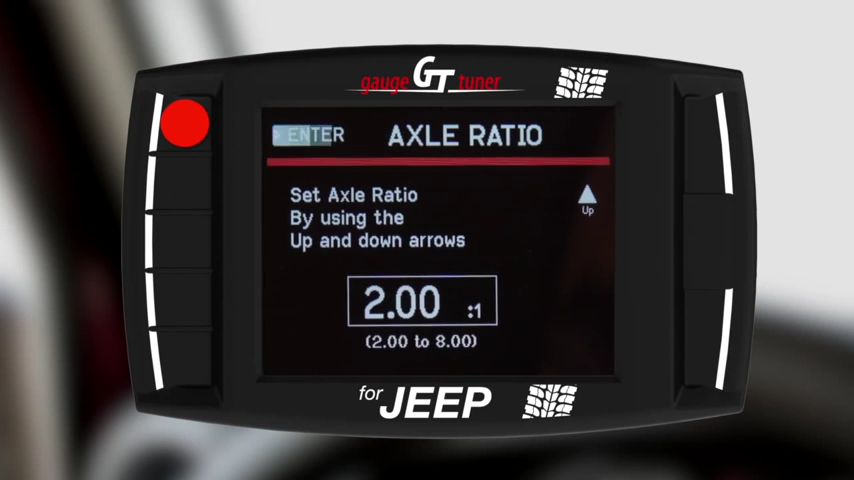 gauge GT tuner
> ENTER AXLE RATIO
Set Axle Ratio
By using the
Up and down arrows
Up
2.00 :1
(2.00 to 8.00)
for JEEP